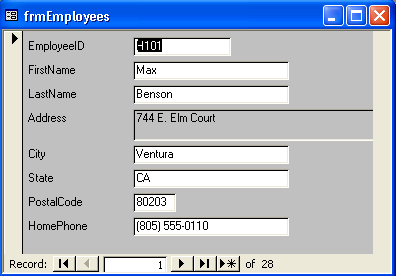 frmEmployees
EmployeeID H101
FirstName Max
LastName Benson
Address 744 E. Elm Court
City Ventura
State CA
PostalCode 80203
HomePhone (805) 555-0110
Record: 1 of 28